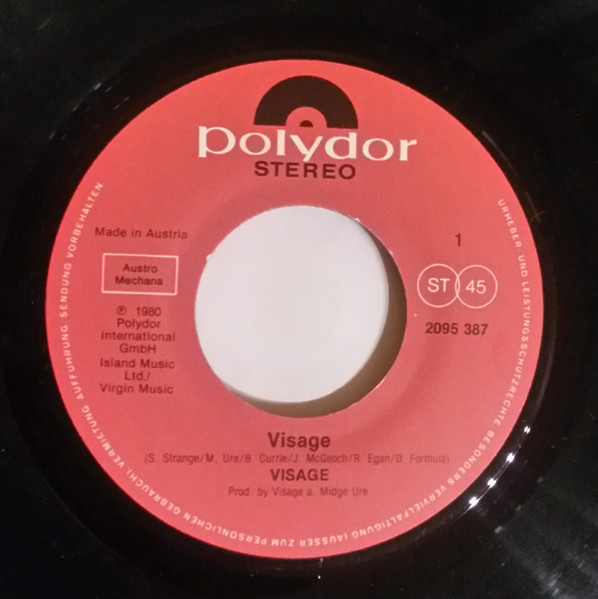 polydor
STEREO
Made in Austria
Austro
Mechana
℗ 1980
Polydor
International
GmbH
Island Music
Ltd./
Virgin Music
1
ST 45
2095 387
Visage
(S. Strange/M. Ure/B. Currie/J. McGeoch/R. Egan/D. Formula)
VISAGE
Prod. by Visage a. Midge Ure
URHEBER- UND LEISTUNGSSCHUTZRECHTE BESONDERS VERVIELFÄLTIGUNG (AUSSER ZUM PERSÖNLICHEN GEBRAUCH), VERMIETUNG AUFFÜHRUNG, SENDUNG VORBEHALTEN